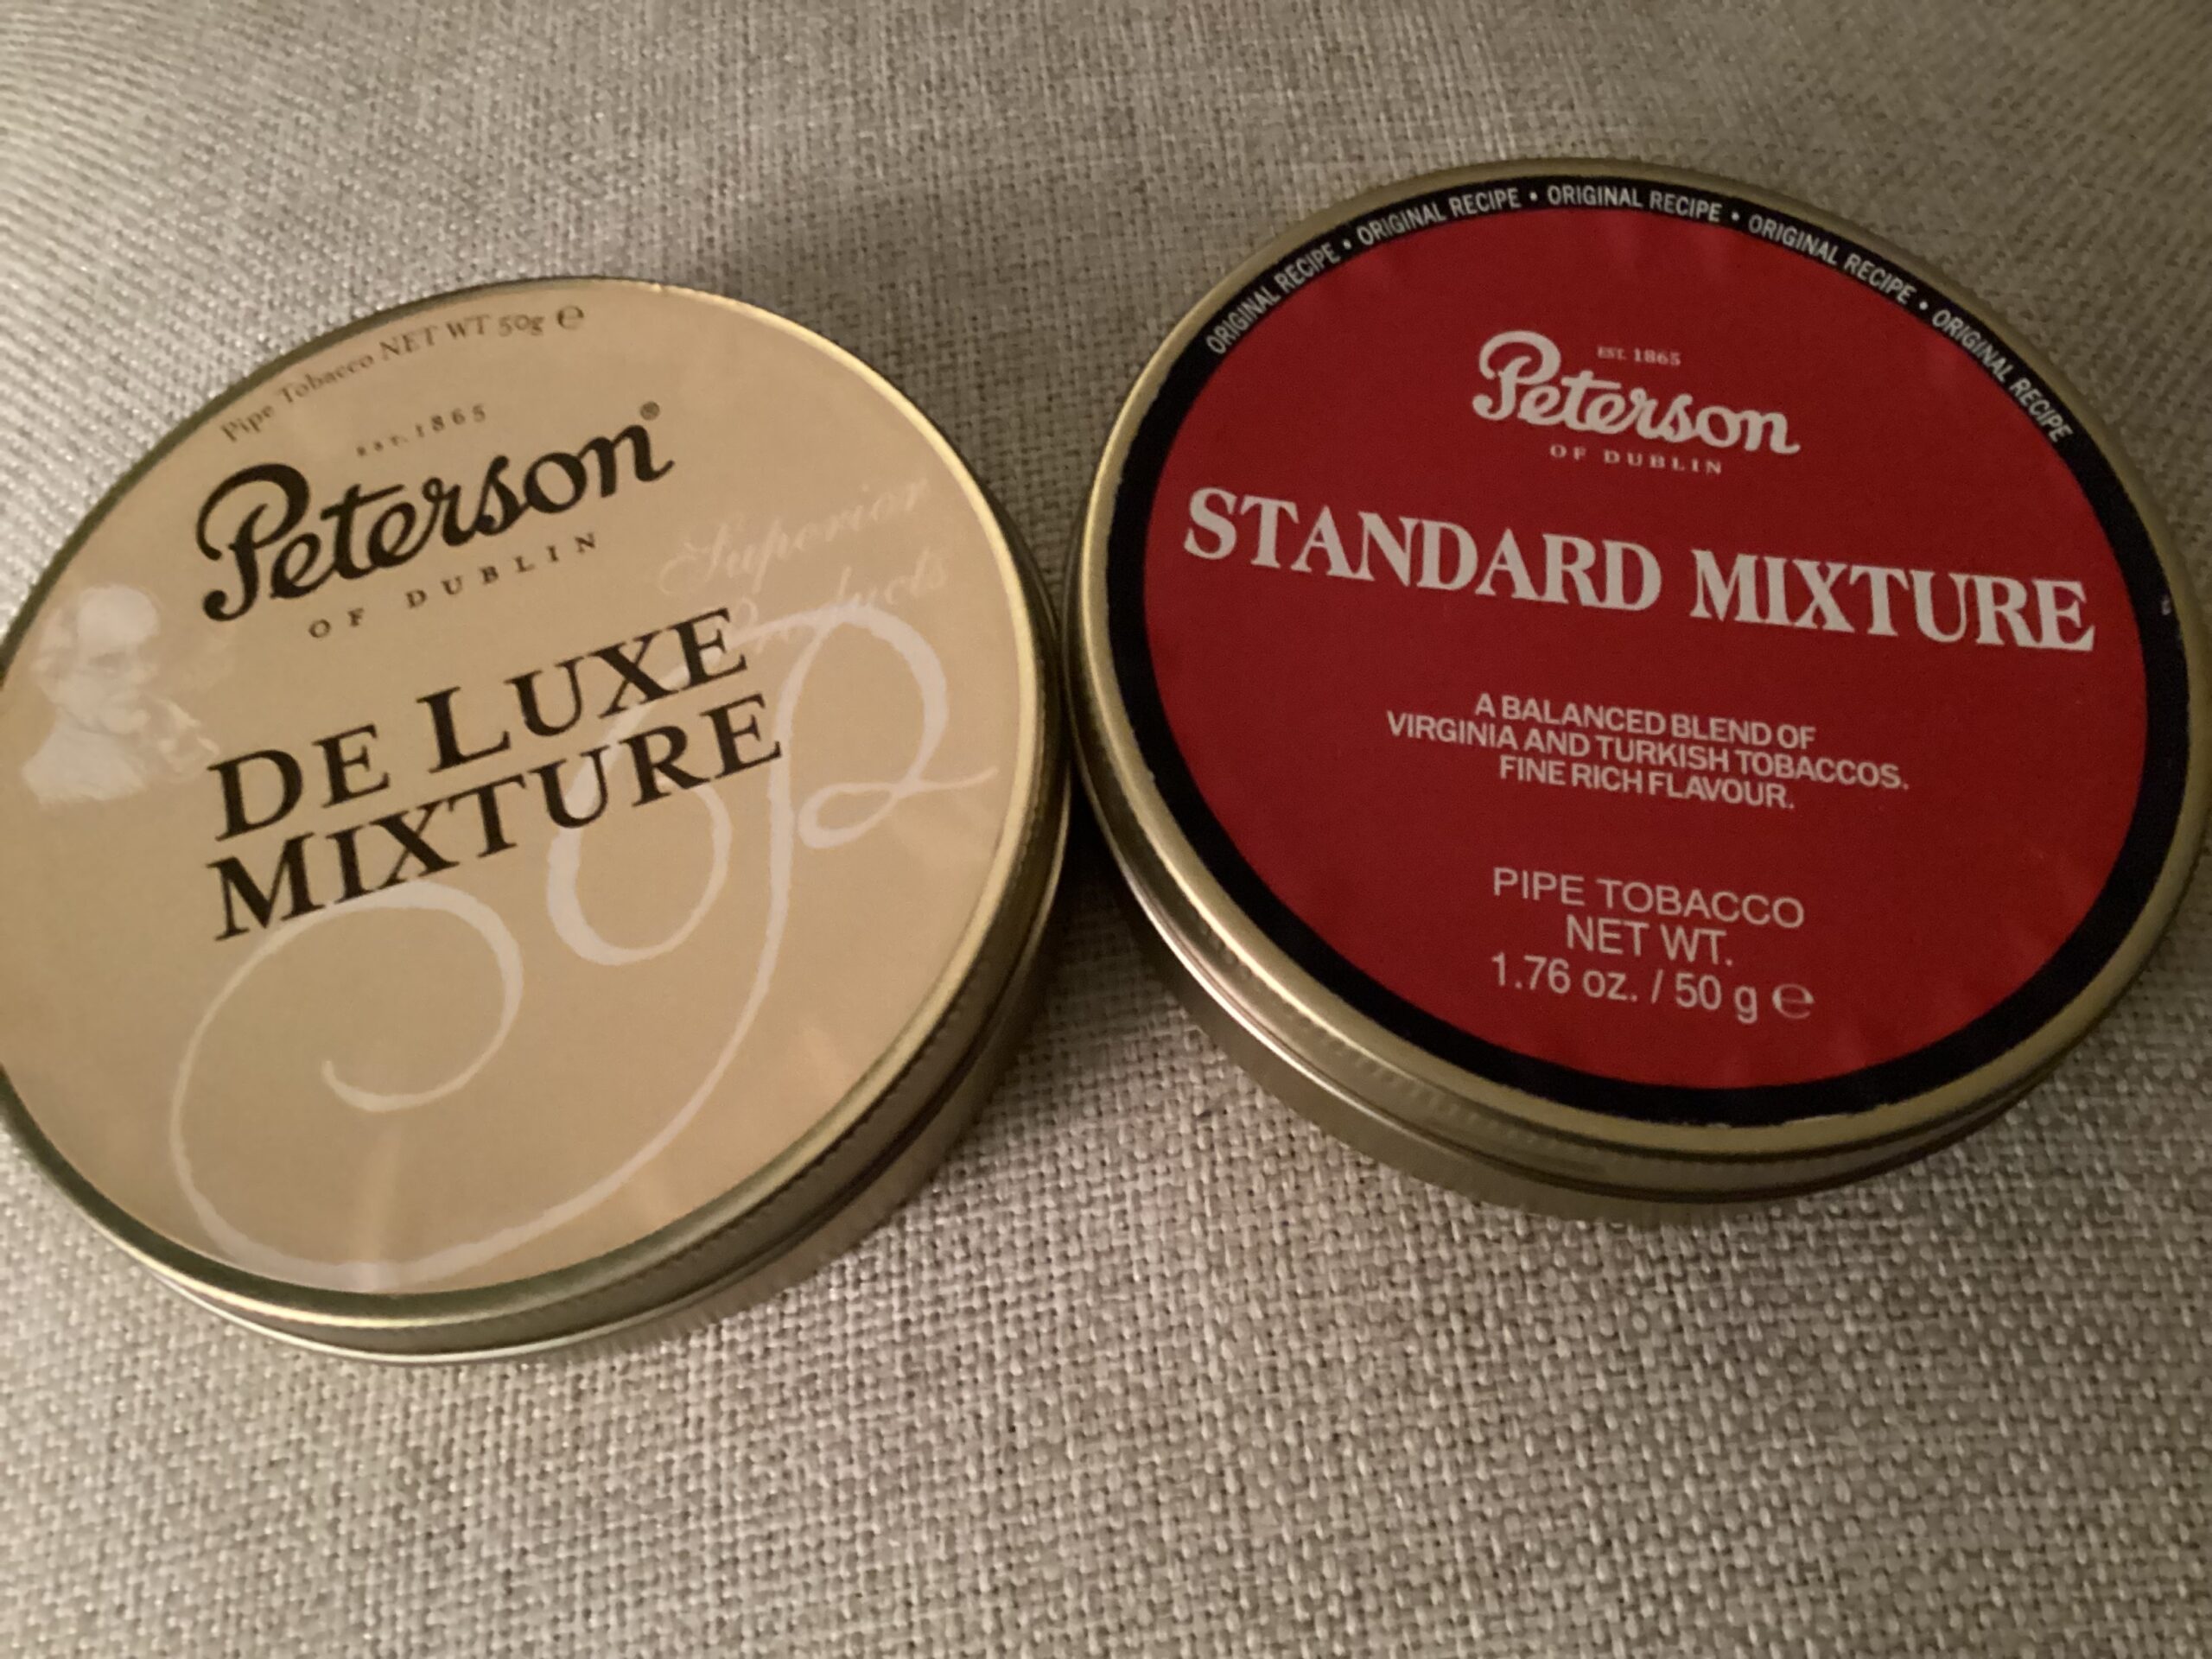 Pipe Tobacco NET WT 50g ℮
EST. 1865
Peterson®
OF DUBLIN
Superior
Products
DE LUXE
MIXTURE
ORIGINAL RECIPE • ORIGINAL RECIPE • ORIGINAL RECIPE • ORIGINAL RECIPE • ORIGINAL RECIPE
EST. 1865
Peterson
OF DUBLIN
STANDARD MIXTURE
A BALANCED BLEND OF
VIRGINIA AND TURKISH TOBACCOS.
FINE RICH FLAVOUR.
PIPE TOBACCO
NET WT.
1.76 oz. / 50 g ℮